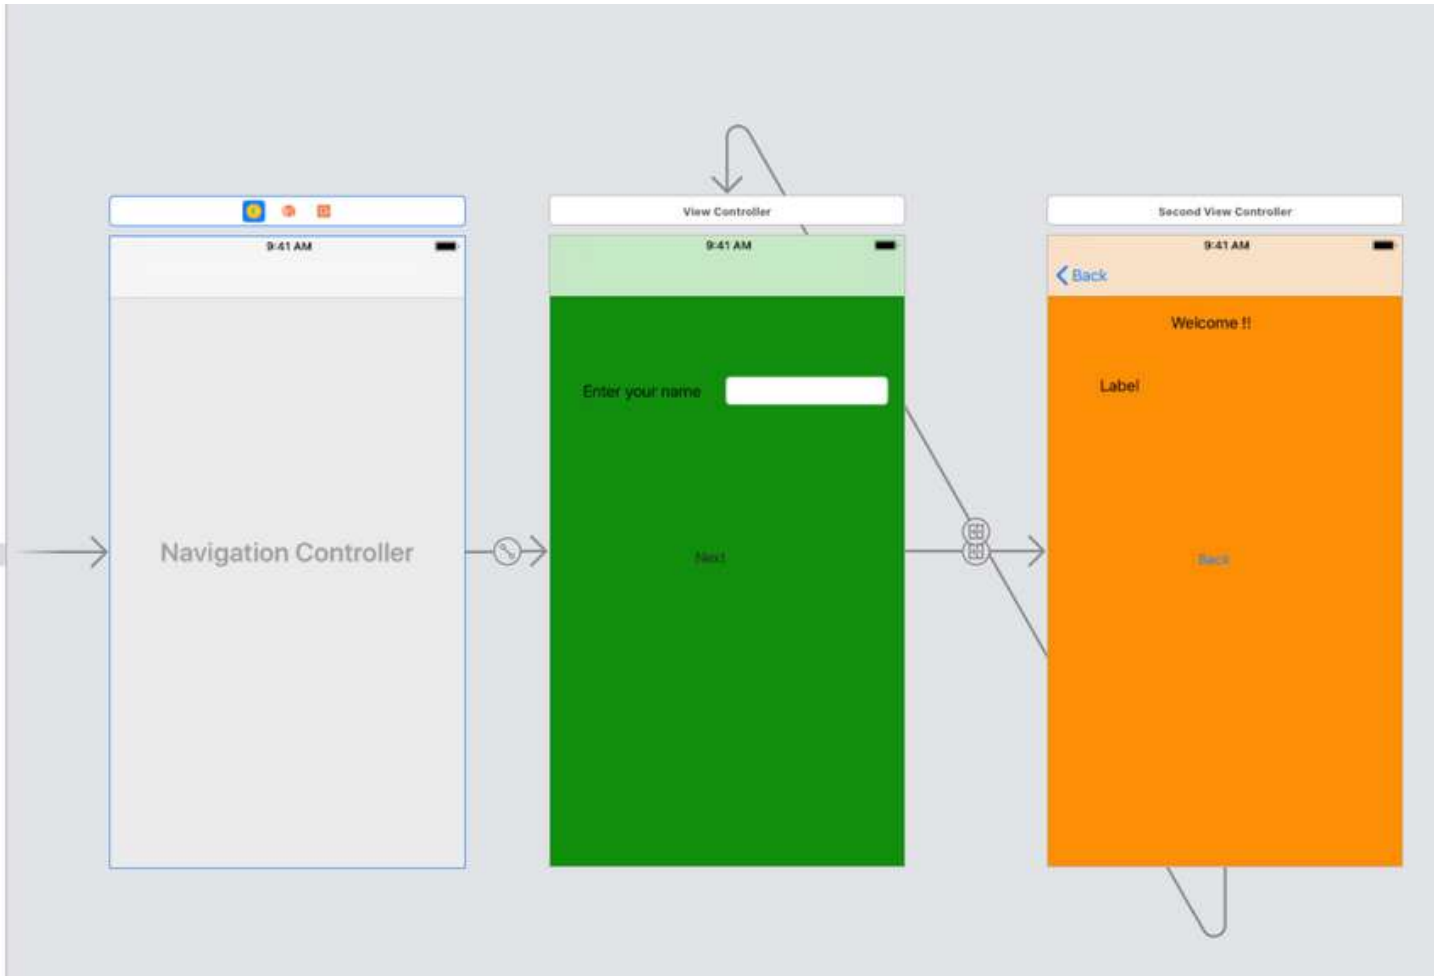 View Controller
Second View Controller
9:41 AM
9:41 AM
9:41 AM
Back
Welcome !!
Label
Enter your name
Navigation Controller
Next
Back